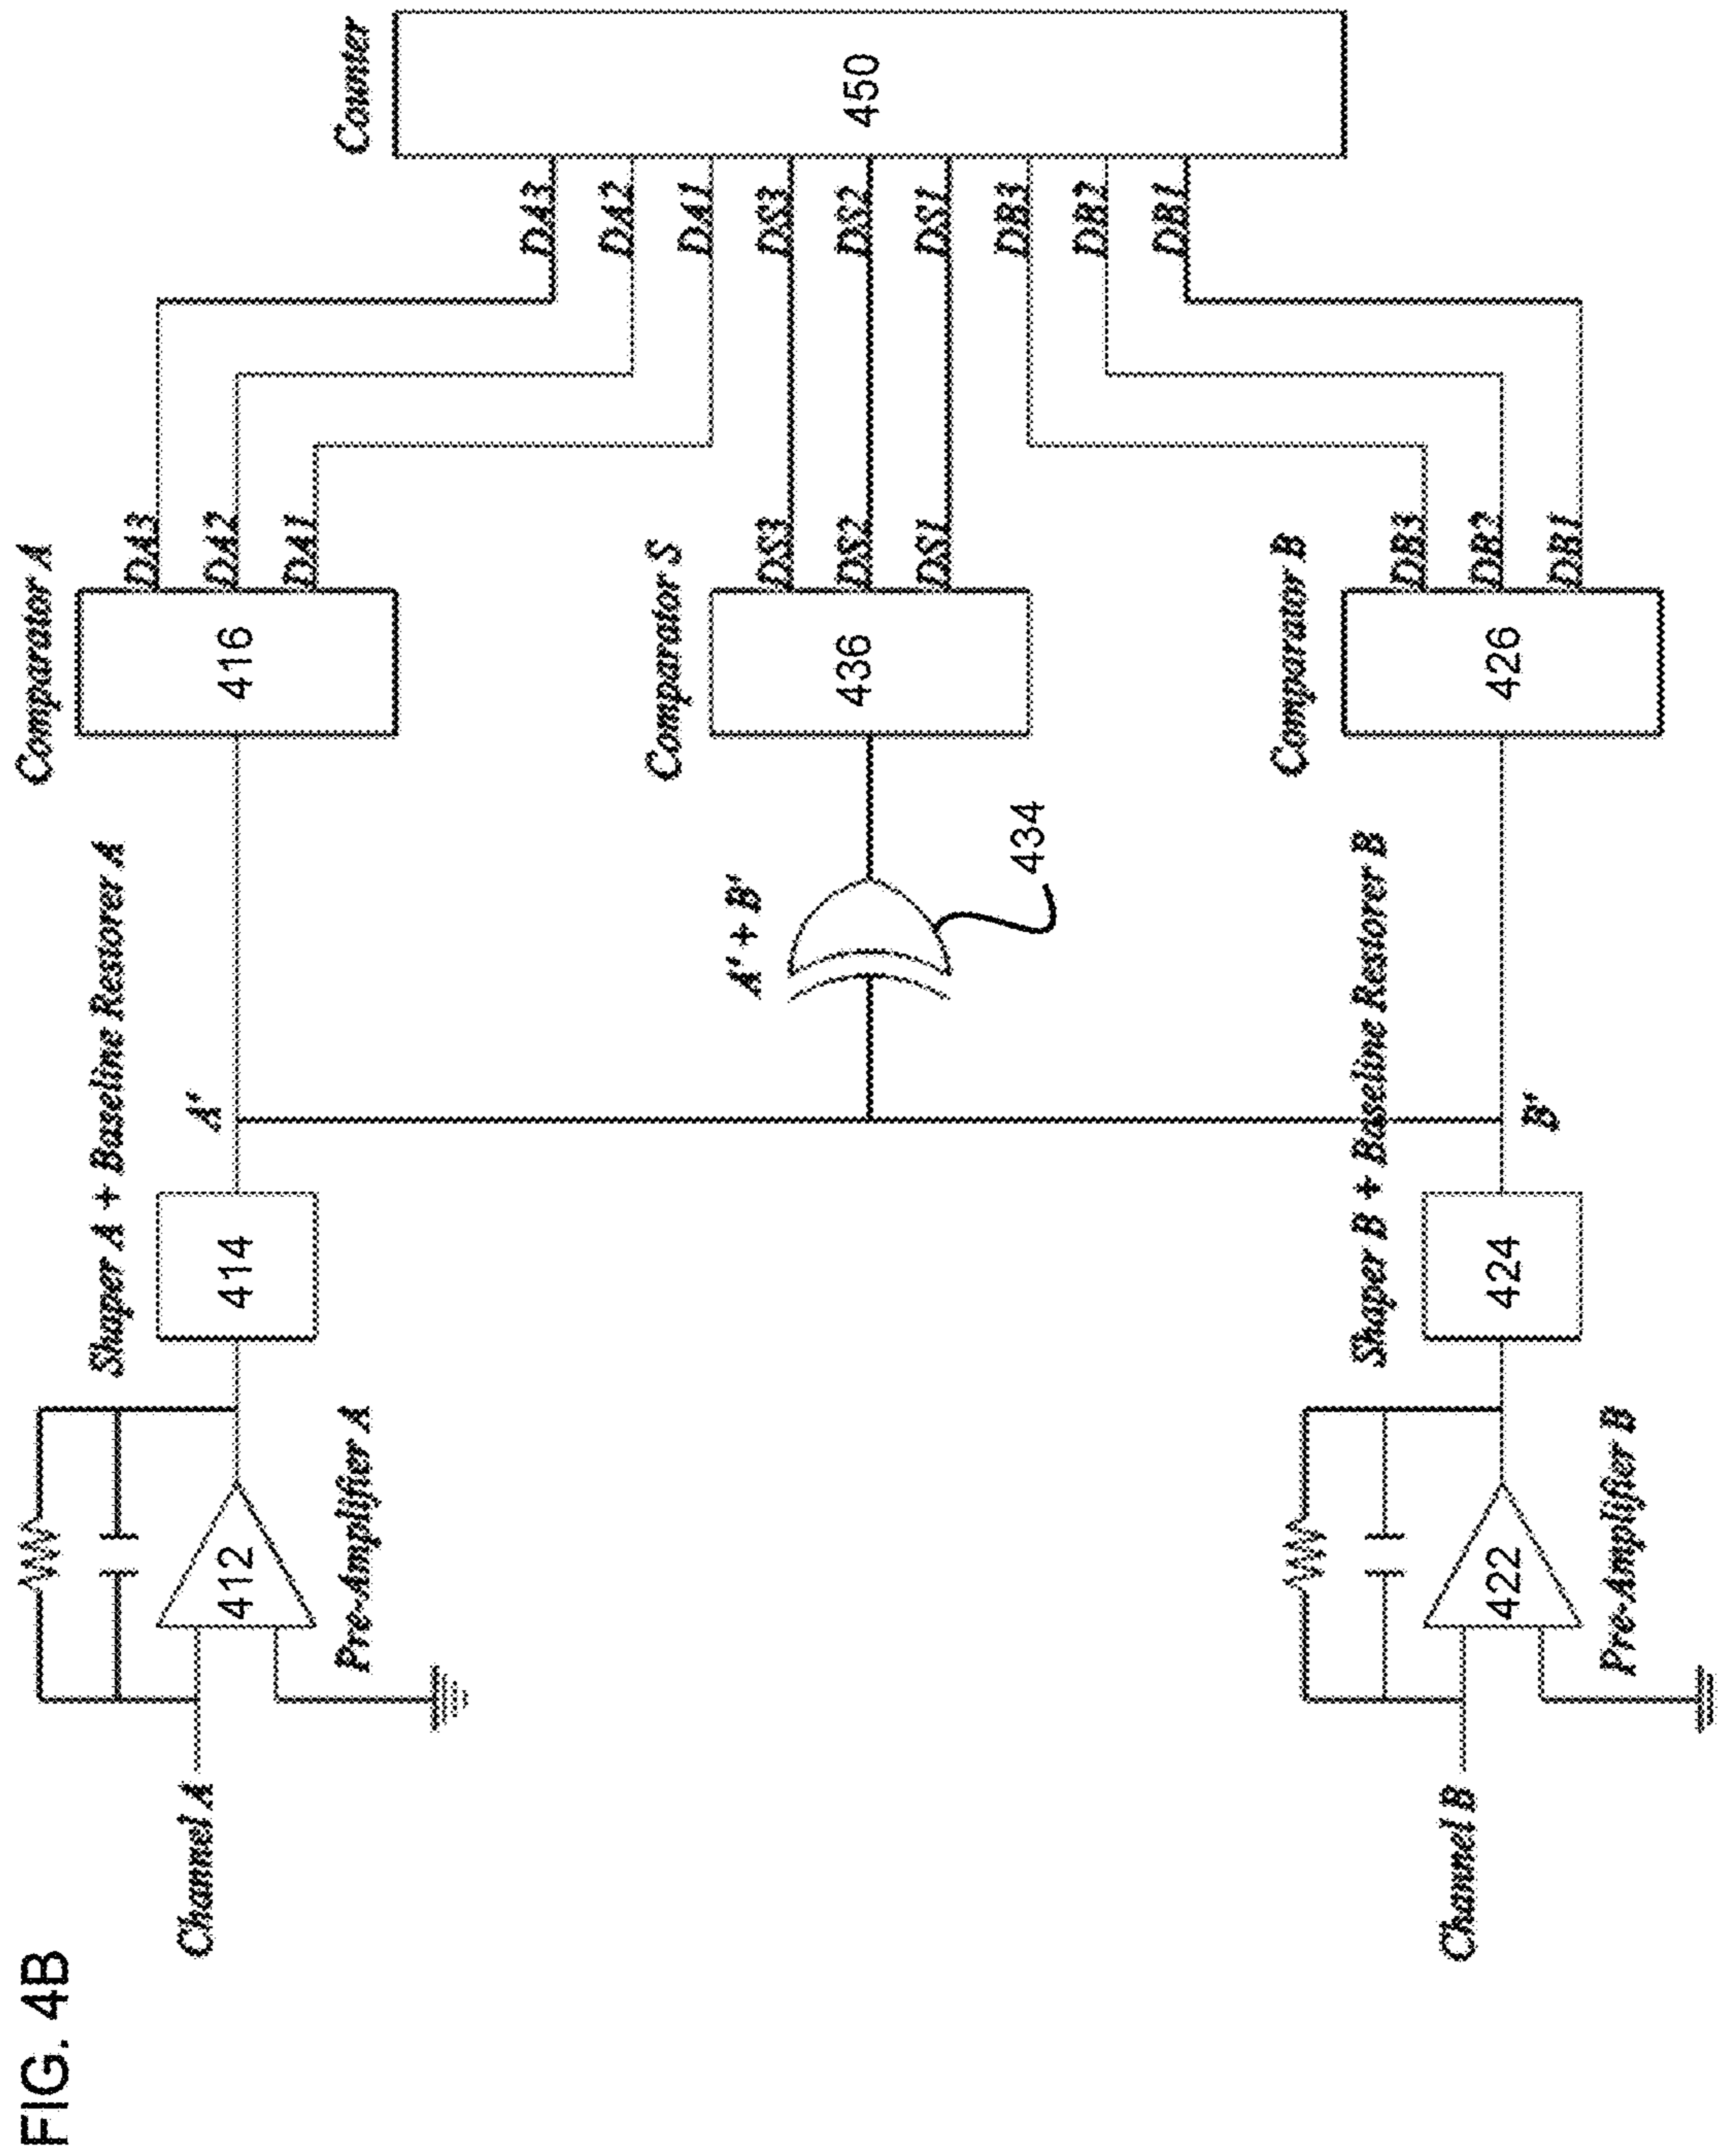 FIG. 4B
Channel A
412
Pre-Amplifier A
414
Shaper A + Baseline Restorer A
A'
Comparator A
416
DA3
DA2
DA1
A' + B'
434
Comparator S
436
DS3
DS2
DS1
Channel B
422
Pre-Amplifier B
424
Shaper B + Baseline Restorer B
B'
Comparator B
426
DB3
DB2
DB1
Counter
DA3
DA2
DA1
DS3
DS2
DS1
DB3
DB2
DB1
450